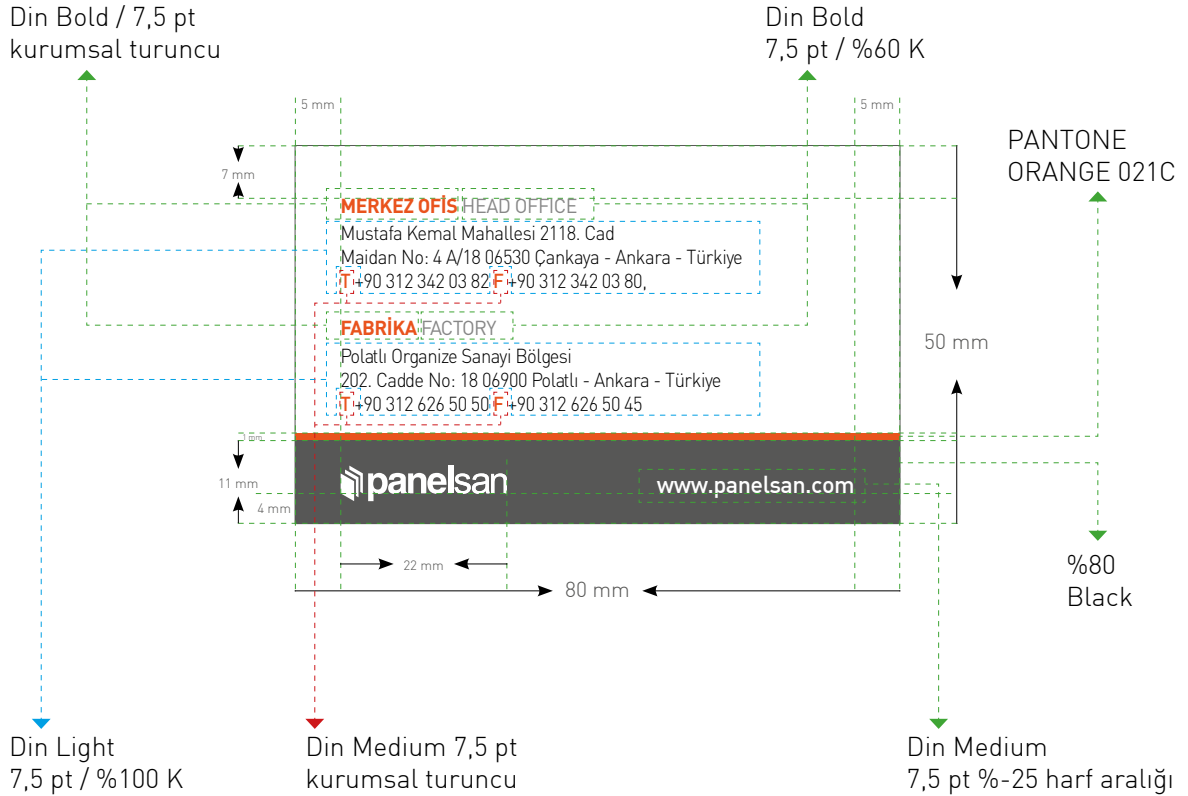 Din Bold / 7,5 pt
kurumsal turuncu
Din Bold
7,5 pt / %60 K
5 mm
5 mm
PANTONE
ORANGE 021C
7 mm
MERKEZ OFİS HEAD OFFICE
Mustafa Kemal Mahallesi 2118. Cad
Maidan No: 4 A/18 06530 Çankaya - Ankara - Türkiye
T +90 312 342 03 82 F +90 312 342 03 80,
FABRİKA FACTORY
Polatlı Organize Sanayi Bölgesi
202. Cadde No: 18 06900 Polatlı - Ankara - Türkiye
T +90 312 626 50 50 F +90 312 626 50 45
50 mm
1 mm
11 mm
4 mm
panelsan
www.panelsan.com
22 mm
80 mm
%80
Black
Din Light
7,5 pt / %100 K
Din Medium 7,5 pt
kurumsal turuncu
Din Medium
7,5 pt %-25 harf aralığı